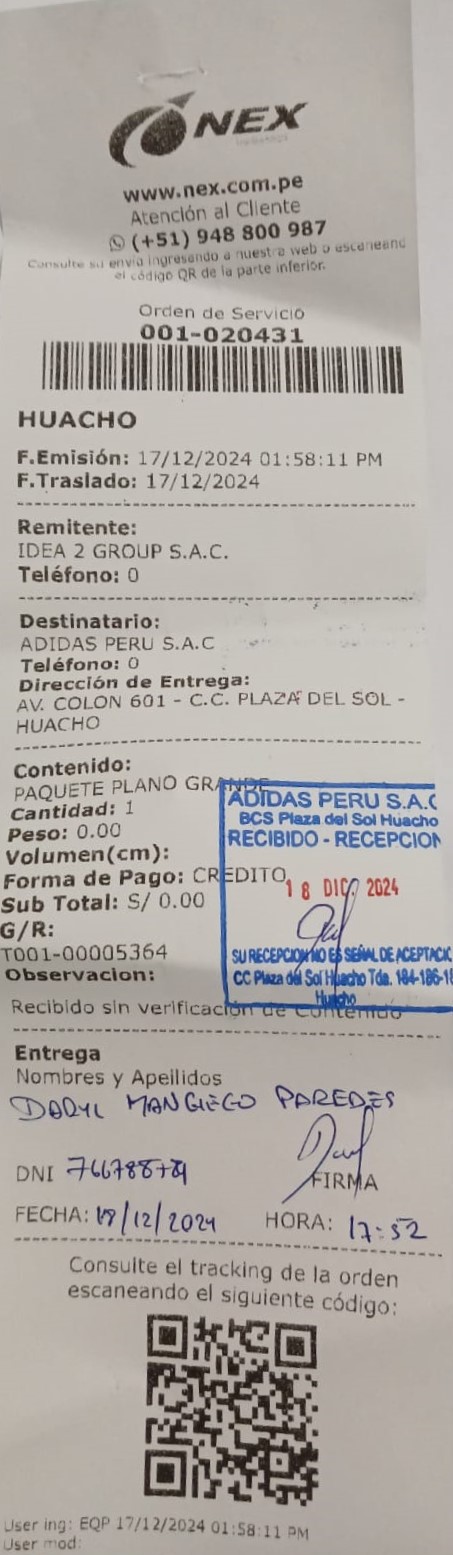 NEX
www.nex.com.pe
Atención al Cliente
(+51) 948 800 987
Consulte su envio ingresando a nuestra web o escaneand
el código QR de la parte inferior.
Orden de Servicio
001-020431
HUACHO
F.Emisión: 17/12/2024 01:58:11 PM
F.Traslado: 17/12/2024
Remitente:
IDEA 2 GROUP S.A.C.
Teléfono: 0
Destinatario:
ADIDAS PERU S.A.C
Teléfono: 0
Dirección de Entrega:
AV. COLON 601 - C.C. PLAZA DEL SOL -
HUACHO
Contenido:
PAQUETE PLANO GRANDE
Cantidad: 1
Peso: 0.00
Volumen(cm):
Forma de Pago: CREDITO
Sub Total: S/ 0.00
G/R:
T001-00005364
Observacion:
Recibido sin verificación de Contenido
ADIDAS PERU S.A.C
BCS Plaza del Sol Huacho
RECIBIDO - RECEPCION
18 DIC. 2024
SU RECEPCION NO ES SEÑAL DE ACEPTACIO
CC Plaza del Sol Huacho Tda. 184-186-18
Huacho
Entrega
Nombres y Apellidos
DARYL PAREDES
DNI
FIRMA
FECHA: 18/12/2024 HORA: 17:52
Consulte el tracking de la orden
escaneando el siguiente código:
User ing: EQP 17/12/2024 01:58:11 PM
User mod: